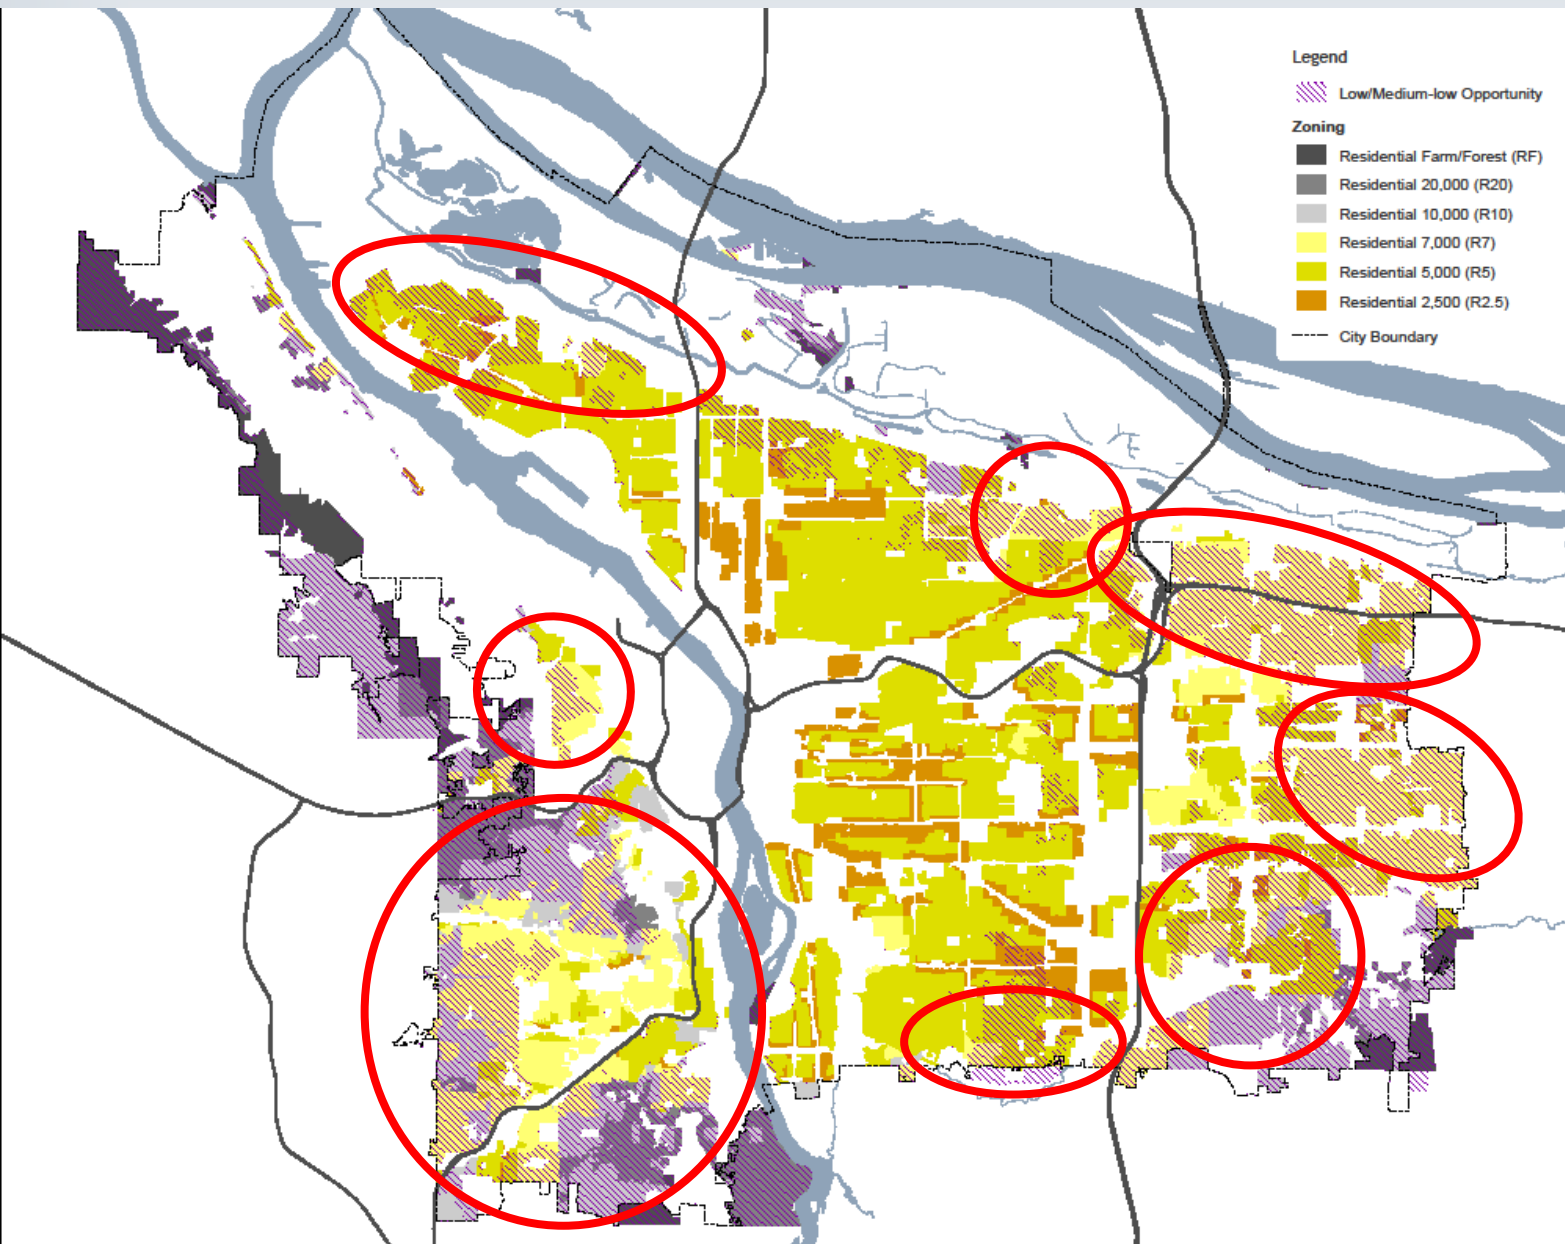 Legend
Low/Medium-low Opportunity
Zoning
Residential Farm/Forest (RF)
Residential 20,000 (R20)
Residential 10,000 (R10)
Residential 7,000 (R7)
Residential 5,000 (R5)
Residential 2,500 (R2.5)
City Boundary